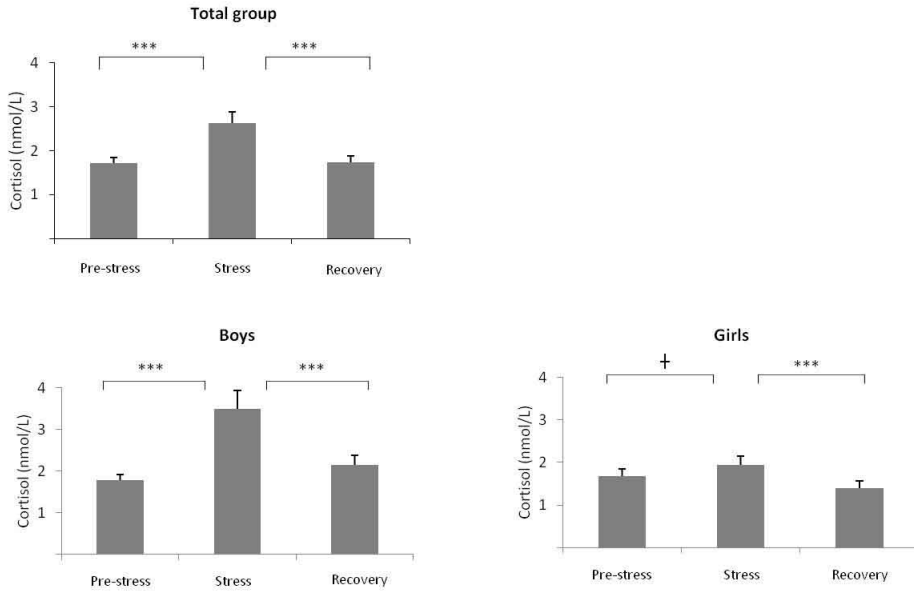 Total group
*** ***
Cortisol (nmol/L)
4
3
2
1
Pre-stress Stress Recovery
Boys
*** ***
Cortisol (nmol/L)
4
3
2
1
Pre-stress Stress Recovery
Girls
† ***
Cortisol (nmol/L)
4
3
2
1
Pre-stress Stress Recovery